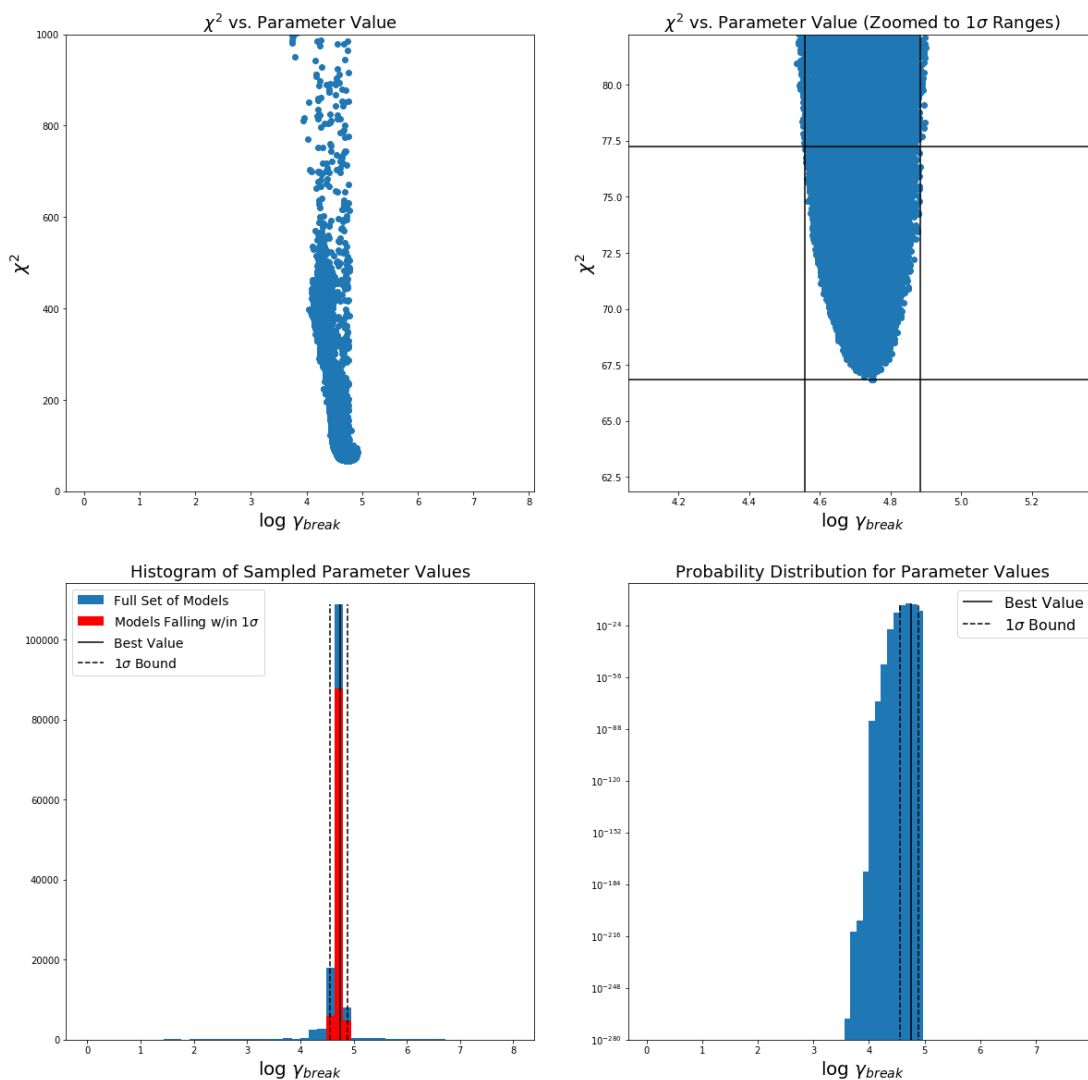 χ² vs. Parameter Value
1000
800
600
400
200
0
χ²
0 1 2 3 4 5 6 7 8
log γ_break
χ² vs. Parameter Value (Zoomed to 1σ Ranges)
80.0
77.5
75.0
72.5
70.0
67.5
65.0
62.5
χ²
4.2 4.4 4.6 4.8 5.0 5.2
log γ_break
Histogram of Sampled Parameter Values
Full Set of Models
Models Falling w/in 1σ
Best Value
1σ Bound
100000
80000
60000
40000
20000
0
0 1 2 3 4 5 6 7 8
log γ_break
Probability Distribution for Parameter Values
Best Value
1σ Bound
10⁻²⁴
10⁻⁵⁶
10⁻⁸⁸
10⁻¹²⁰
10⁻¹⁵²
10⁻¹⁸⁴
10⁻²¹⁶
10⁻²⁴⁸
10⁻²⁸⁰
0 1 2 3 4 5 6 7 8
log γ_break